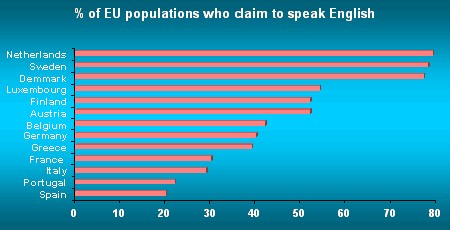 % of EU populations who claim to speak English
Netherlands
Sweden
Demmark
Luxembourg
Finland
Austria
Belgium
Germany
Greece
France
Italy
Portugal
Spain
0 10 20 30 40 50 60 70 80